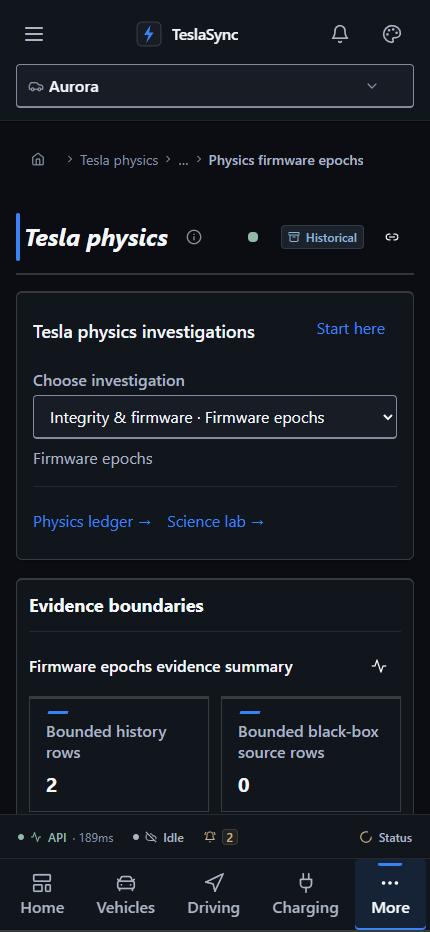 TeslaSync
Aurora
Tesla physics > ... > Physics firmware epochs
Tesla physics
Historical
Tesla physics investigations
Start here
Choose investigation
Integrity & firmware · Firmware epochs
Firmware epochs
Physics ledger →
Science lab →
Evidence boundaries
Firmware epochs evidence summary
Bounded history
rows
2
Bounded black-box
source rows
0
API · 189ms
Idle
2
Status
Home
Vehicles
Driving
Charging
More